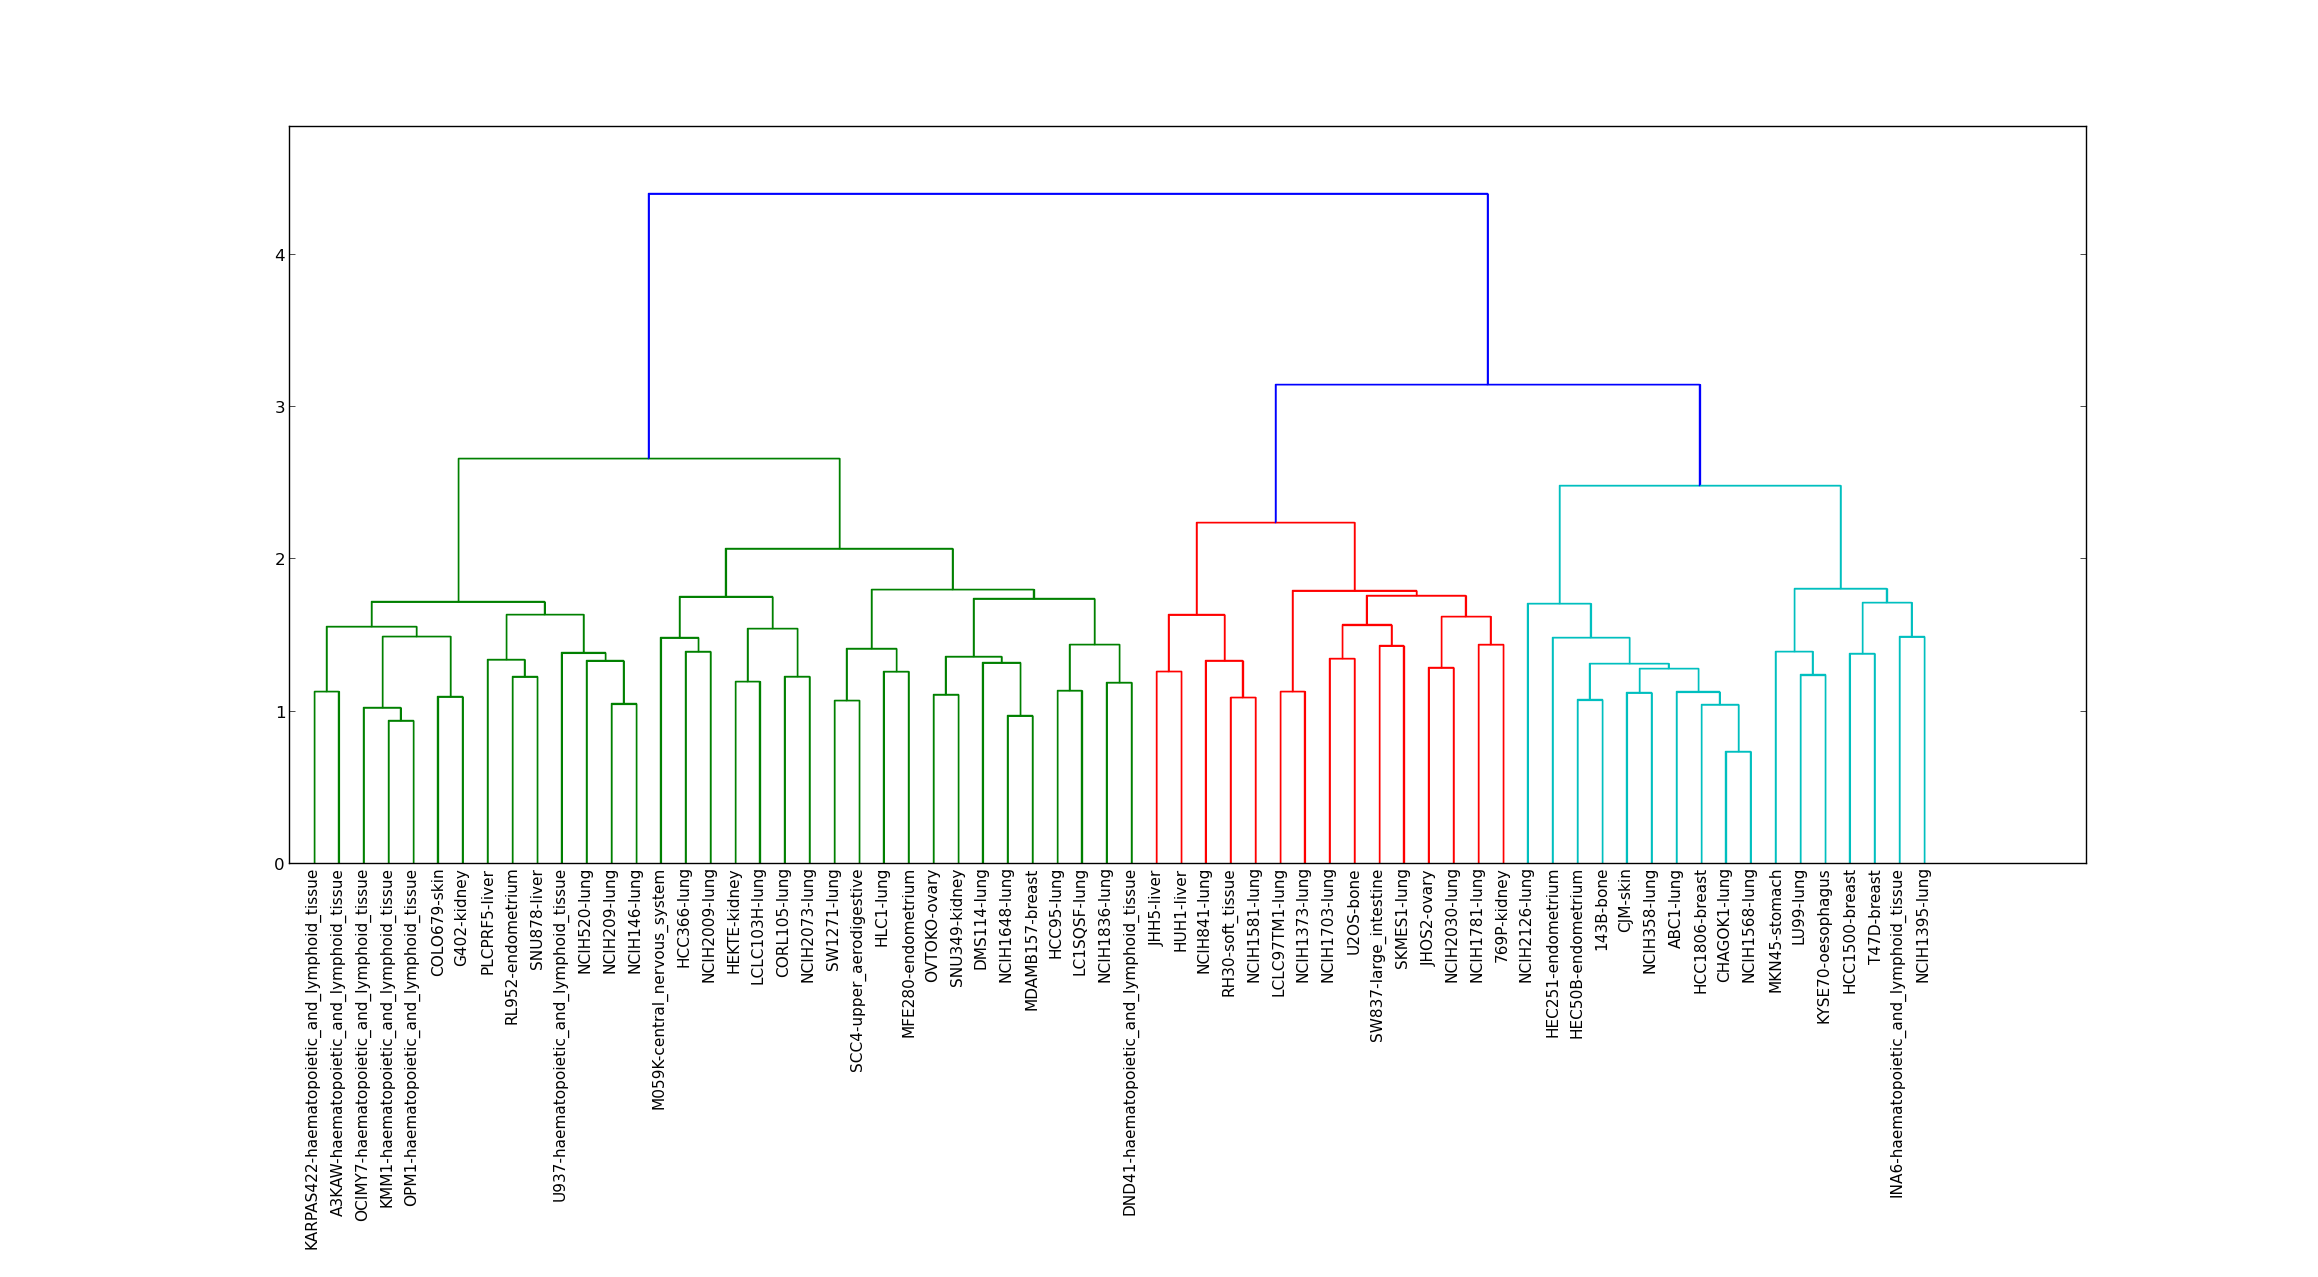 4
3
2
1
0
KARPAS422-haematopoietic_and_lymphoid_tissue
A3KAW-haematopoietic_and_lymphoid_tissue
OCIMY7-haematopoietic_and_lymphoid_tissue
KMM1-haematopoietic_and_lymphoid_tissue
OPM1-haematopoietic_and_lymphoid_tissue
COLO679-skin
G402-kidney
PLCPRF5-liver
RL952-endometrium
SNU878-liver
U937-haematopoietic_and_lymphoid_tissue
NCIH520-lung
NCIH209-lung
NCIH146-lung
M059K-central_nervous_system
HCC366-lung
NCIH2009-lung
HEKTE-kidney
LCLC103H-lung
CORL105-lung
NCIH2073-lung
SW1271-lung
SCC4-upper_aerodigestive
HLC1-lung
MFE280-endometrium
OVTOKO-ovary
SNU349-kidney
DMS114-lung
NCIH1648-lung
MDAMB157-breast
HCC95-lung
LC1SQSF-lung
NCIH1836-lung
DND41-haematopoietic_and_lymphoid_tissue
JHH5-liver
HUH1-liver
NCIH841-lung
RH30-soft_tissue
NCIH1581-lung
LCLC97TM1-lung
NCIH1373-lung
NCIH1703-lung
U2OS-bone
SW837-large_intestine
SKMES1-lung
JHOS2-ovary
NCIH2030-lung
NCIH1781-lung
769P-kidney
NCIH2126-lung
HEC251-endometrium
HEC50B-endometrium
143B-bone
CJM-skin
NCIH358-lung
ABC1-lung
HCC1806-breast
CHAGOK1-lung
NCIH1568-lung
MKN45-stomach
LU99-lung
KYSE70-oesophagus
HCC1500-breast
T47D-breast
INA6-haematopoietic_and_lymphoid_tissue
NCIH1395-lung